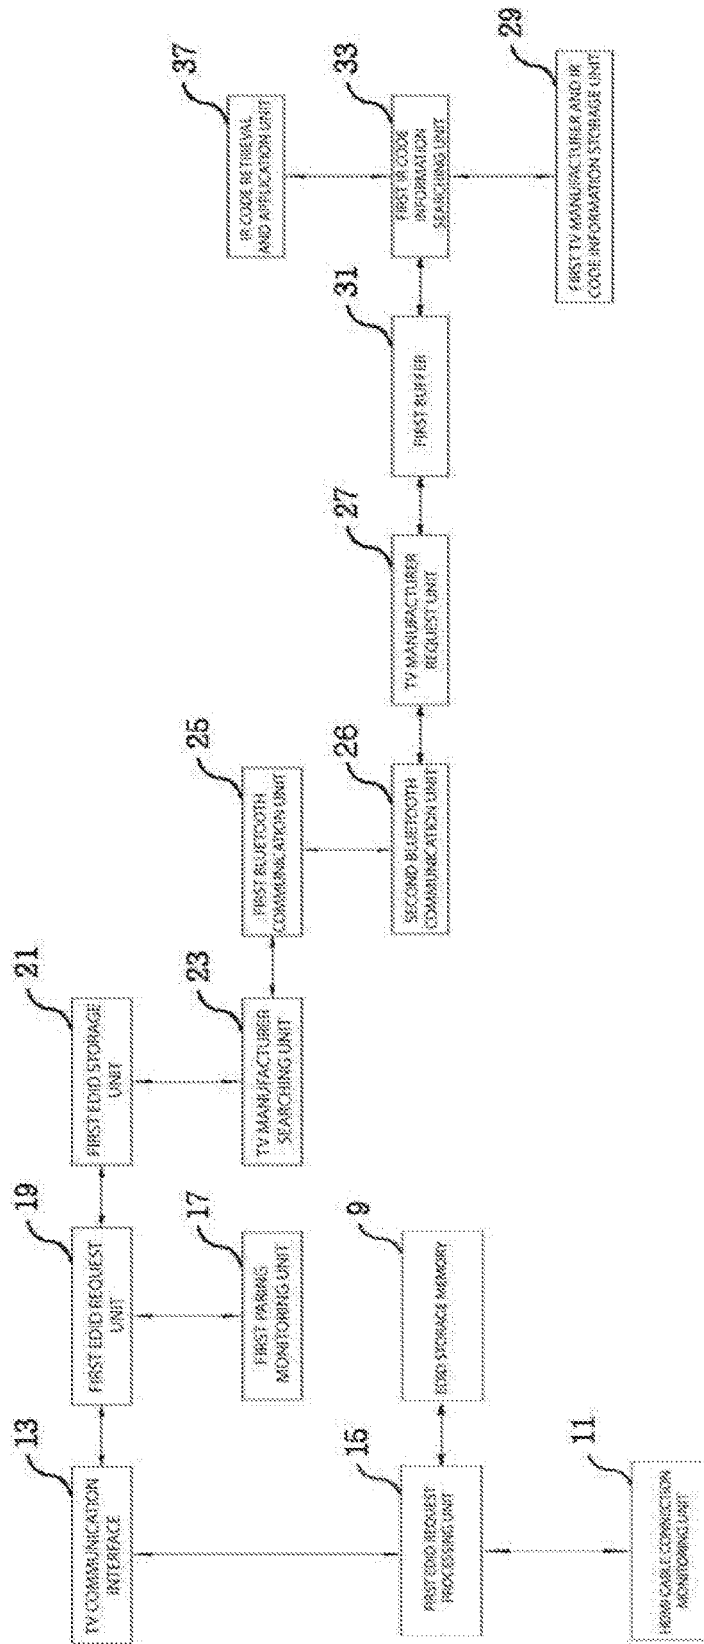 13
TV COMMUNICATION
INTERFACE
19
FIRST EDID REQUEST
UNIT
21
FIRST EDID STORAGE
UNIT
17
FIRST PARING
MONITORING UNIT
23
TV MANUFACTURER
SEARCHING UNIT
25
FIRST BLUETOOTH
COMMUNICATION UNIT
37
IR CODE RETRIEVAL
AND APPLICATION UNIT
15
FIRST EDID REQUEST
PROCESSING UNIT
9
EDID STORAGE MEMORY
26
SECOND BLUETOOTH
COMMUNICATION UNIT
27
TV MANUFACTURER
REQUEST UNIT
31
FIRST BUFFER
33
FIRST IR CODE
INFORMATION
SEARCHING UNIT
11
HDMI CABLE CONNECTION
MONITORING UNIT
29
FIRST TV MANUFACTURER AND IR
CODE INFORMATION STORAGE UNIT